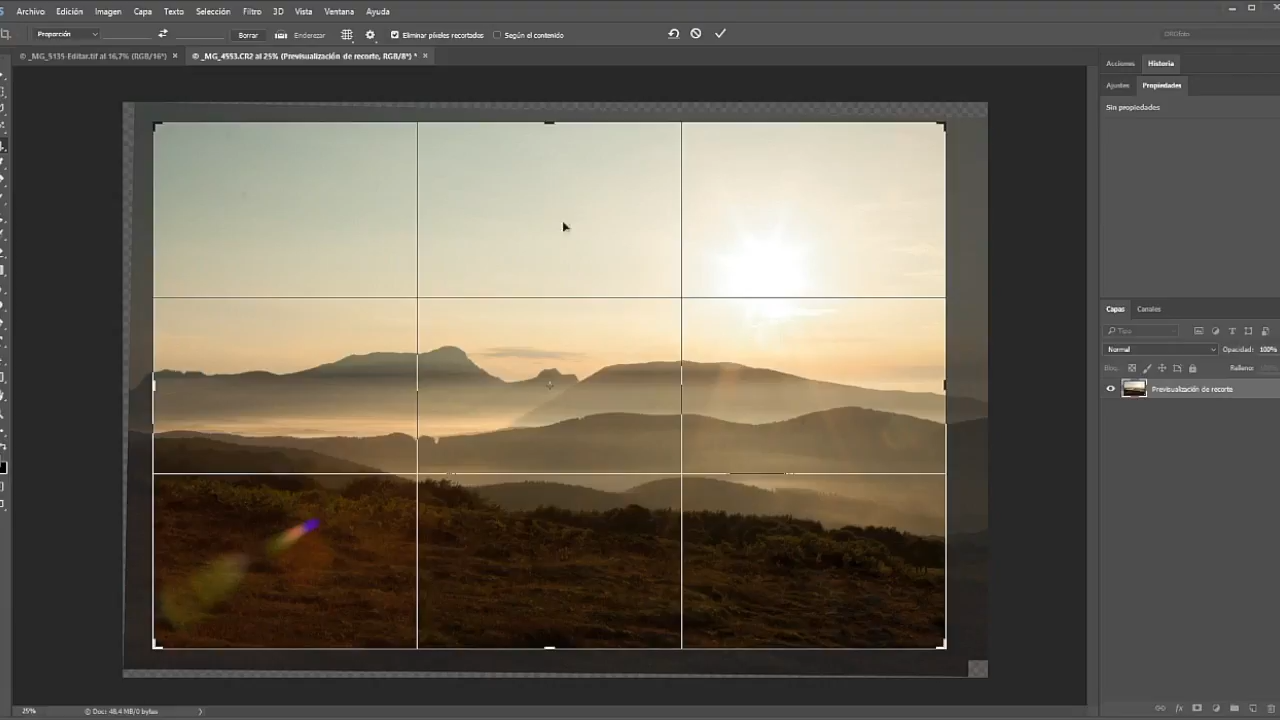 Archivo Edición Imagen Capa Texto Selección Filtro 3D Vista Ventana Ayuda
Proporción Borrar Enderezar Eliminar píxeles recortados Según el contenido
© _MG_5135-Editar.tif al 16,7% (RGB/16*) × © _MG_4553.CR2 al 25% (Previsualización de recorte, RGB/8*) * ×
Acciones Historia
Ajustes Propiedades
Sin propiedades
Capas Canales
Tipo
Normal Opacidad: 100%
Bloq.: Relleno:
Previsualización de recorte
25% Doc: 48.4 MB/0 bytes